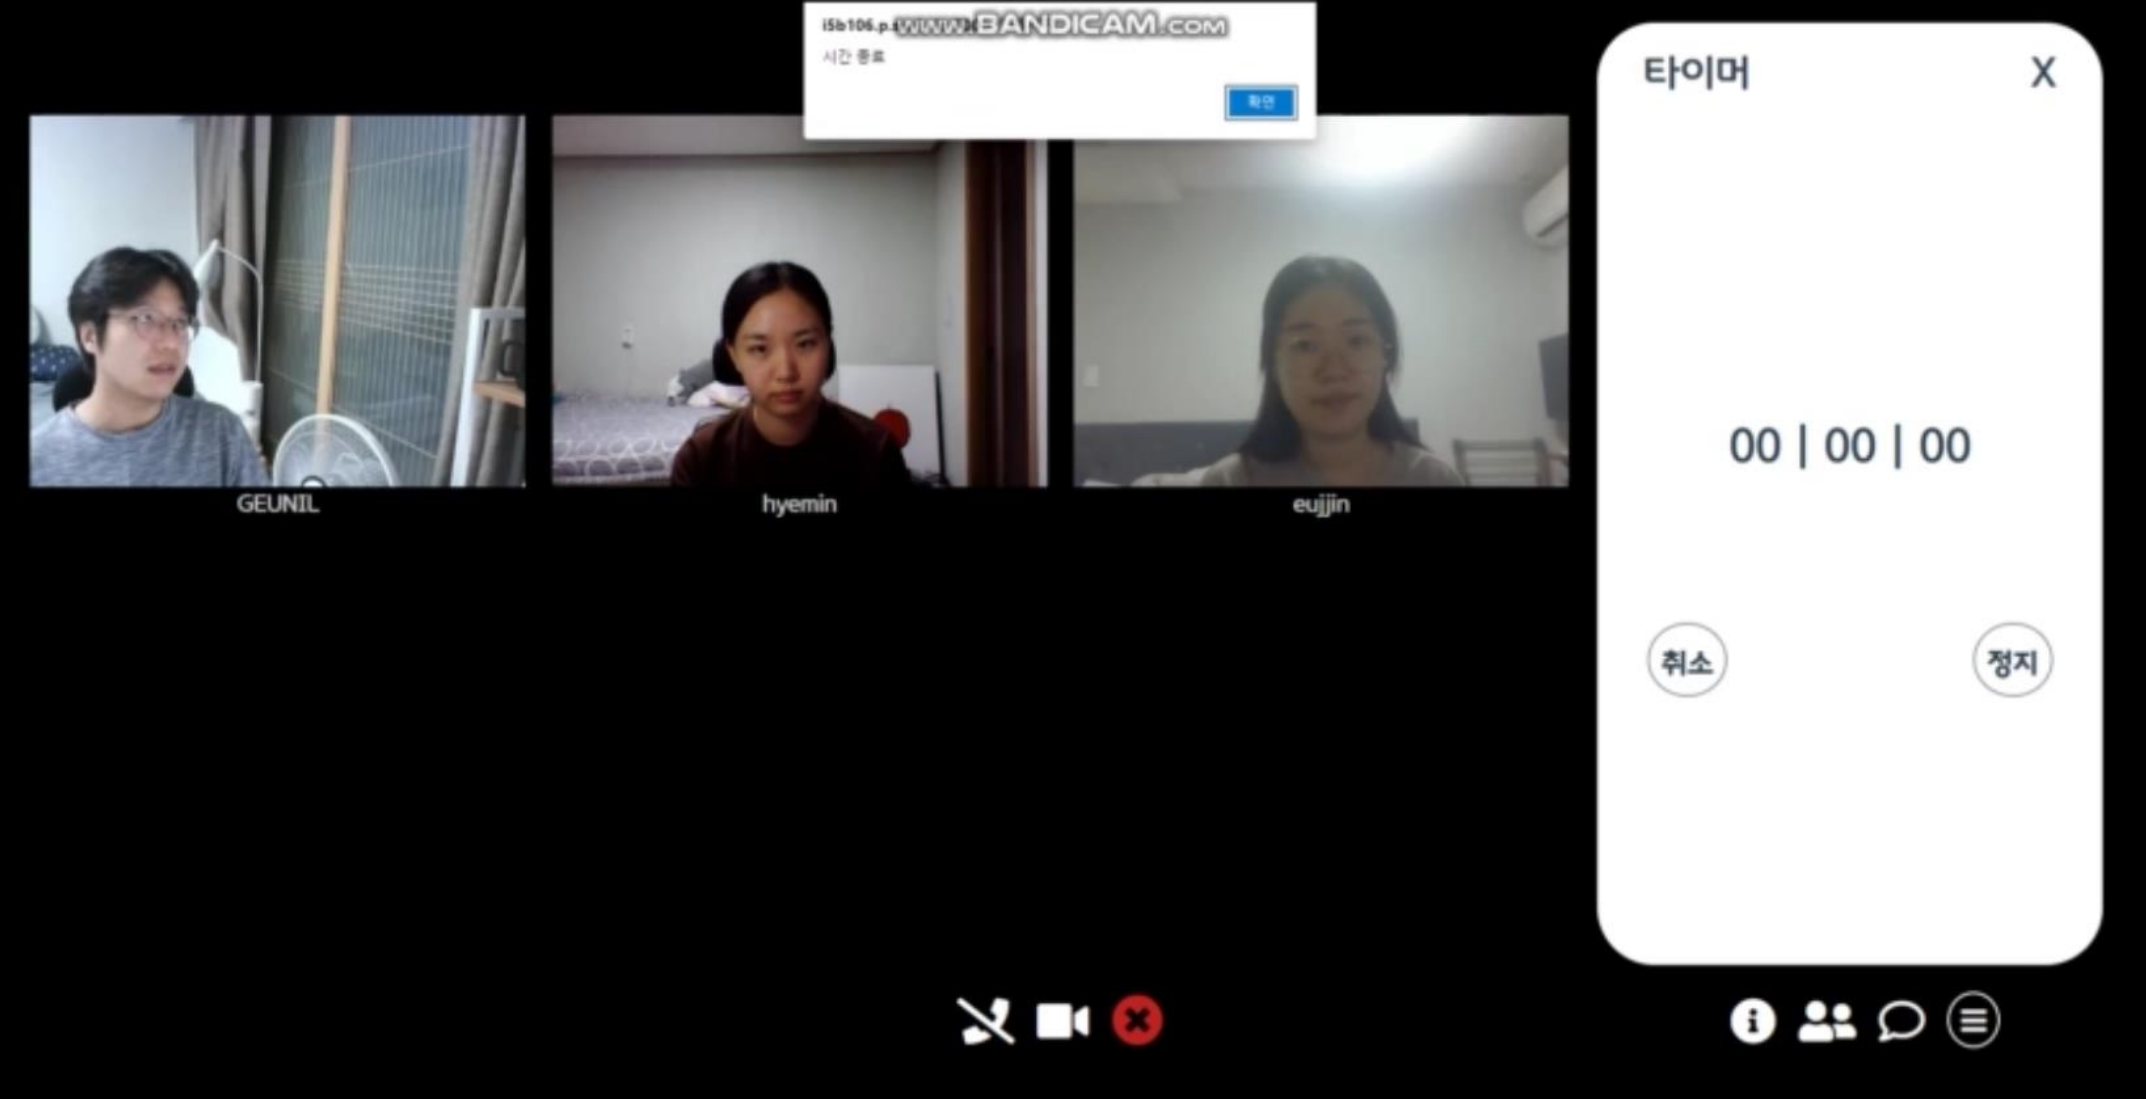 www.BANDICAM.com
i5b106.p.
시간 종료
확인
타이머 X
GEUNIL
hyemin
eujjin
00 | 00 | 00
취소
정지